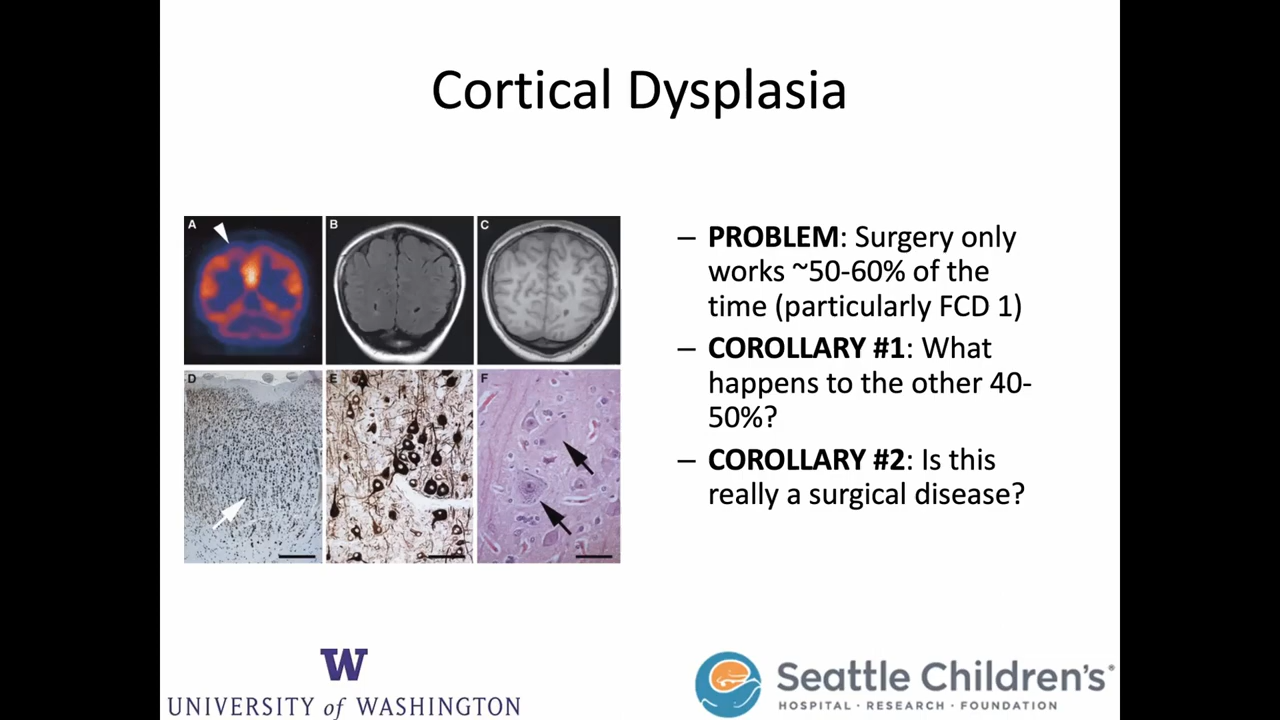 Cortical Dysplasia
A
B
C
D
E
F
– PROBLEM: Surgery only
works ~50-60% of the
time (particularly FCD 1)
– COROLLARY #1: What
happens to the other 40-
50%?
– COROLLARY #2: Is this
really a surgical disease?
W
UNIVERSITY of WASHINGTON
Seattle Children's®
HOSPITAL · RESEARCH · FOUNDATION